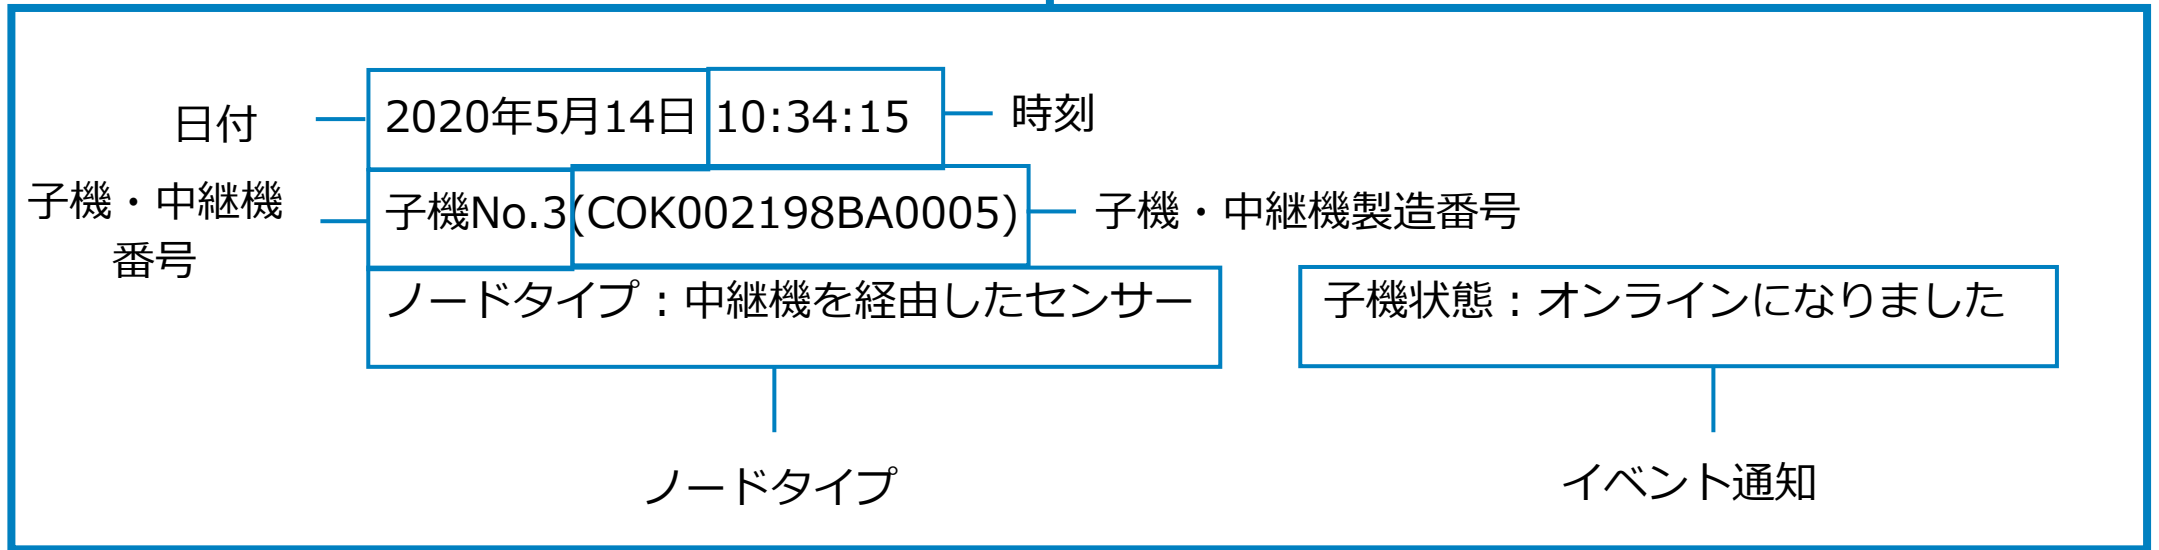 日付
2020年5月14日 10:34:15
時刻
子機・中継機
番号
子機No.3(COK002198BA0005)
子機・中継機製造番号
ノードタイプ：中継機を経由したセンサー
子機状態：オンラインになりました
ノードタイプ
イベント通知